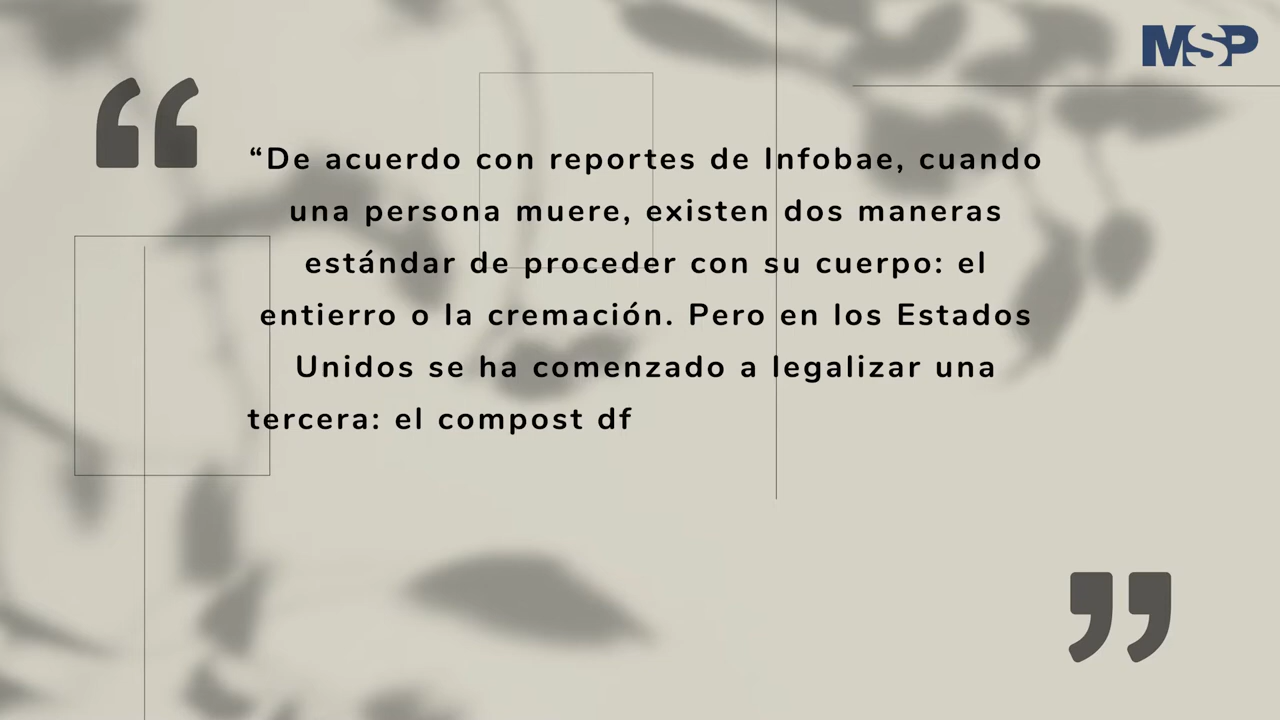 MSP
“De acuerdo con reportes de Infobae, cuando
una persona muere, existen dos maneras
estándar de proceder con su cuerpo: el
entierro o la cremación. Pero en los Estados
Unidos se ha comenzado a legalizar una
tercera: el compost df